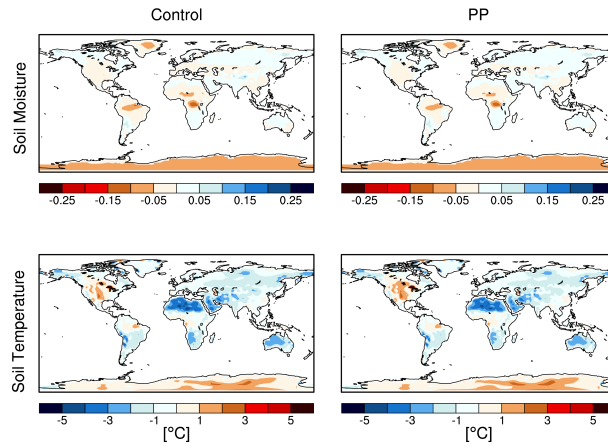 Control PP
Soil Moisture
-0.25 -0.15 -0.05 0.05 0.15 0.25
-0.25 -0.15 -0.05 0.05 0.15 0.25
Soil Temperature
-5 -3 -1 1 3 5
-5 -3 -1 1 3 5
[°C] [°C]